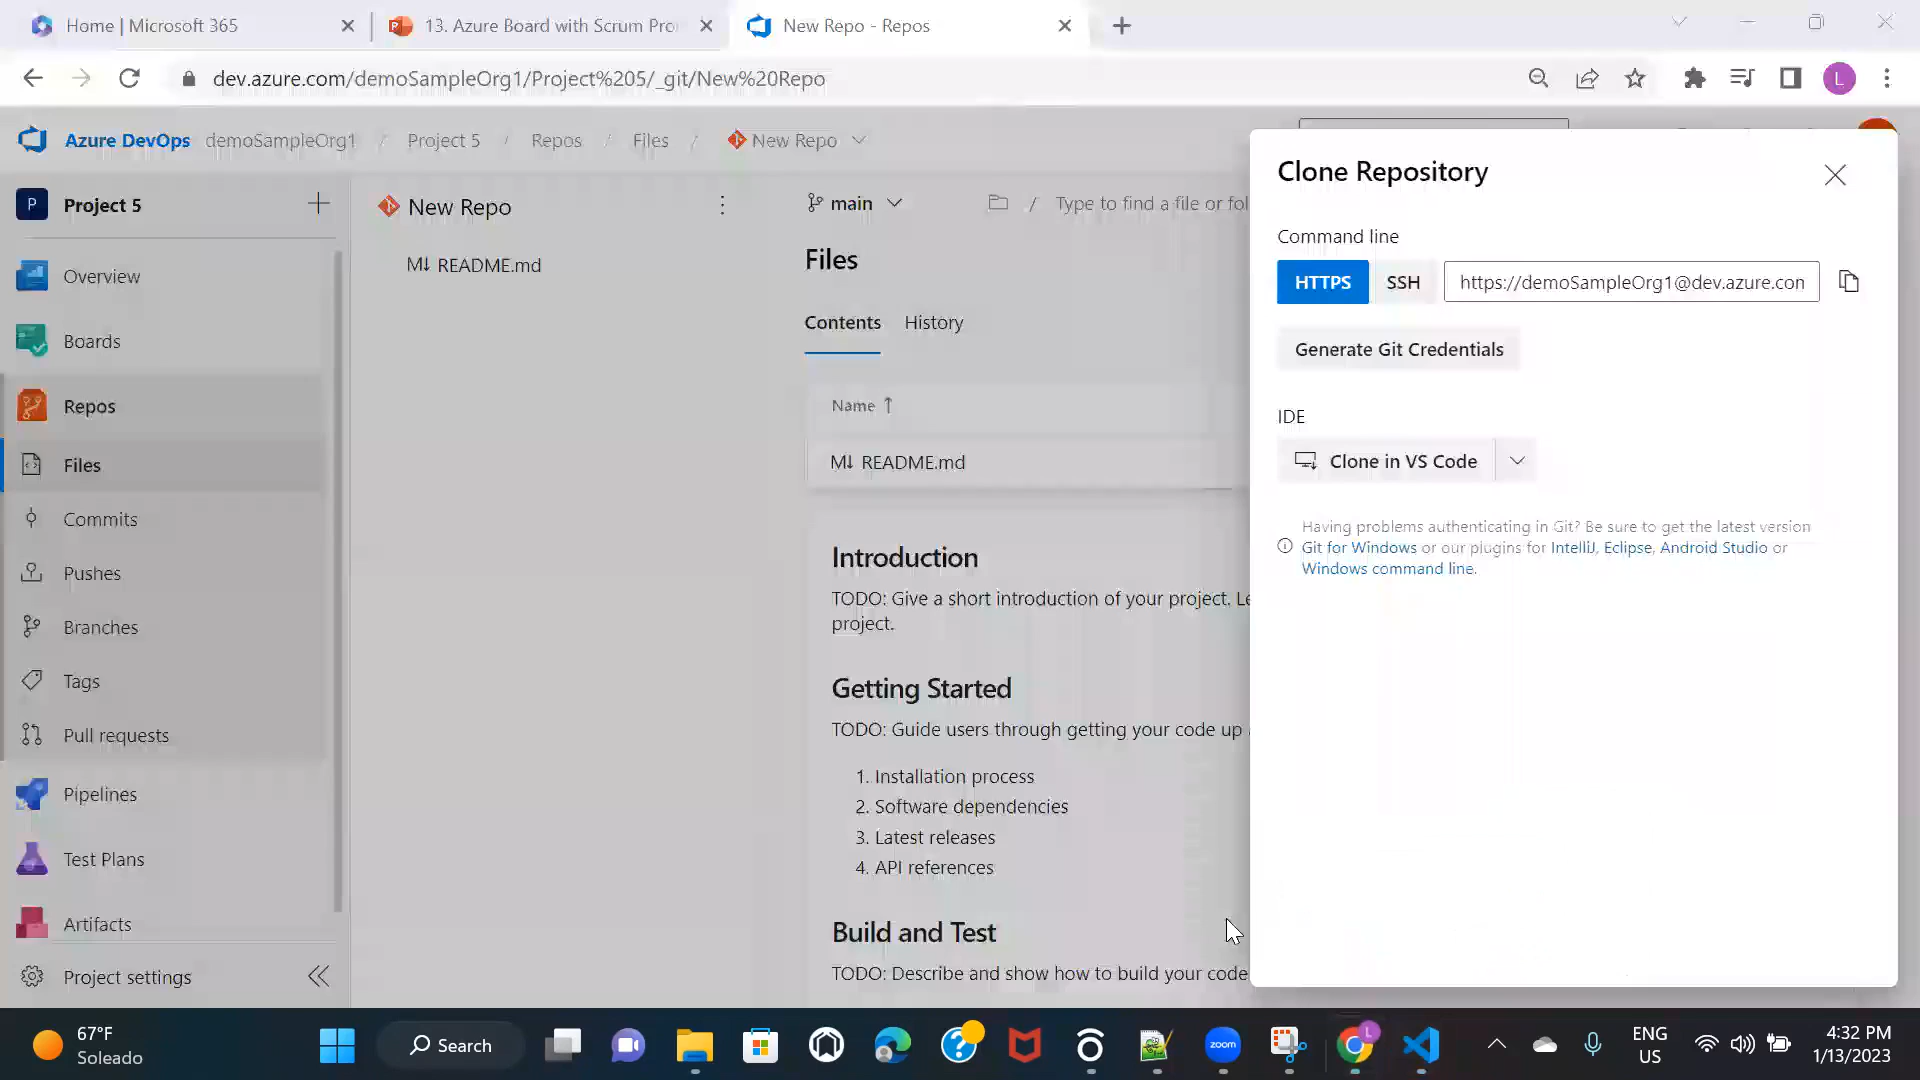 Home | Microsoft 365
13. Azure Board with Scrum Pro
New Repo - Repos
dev.azure.com/demoSampleOrg1/Project%205/_git/New%20Repo
L
Azure DevOps demoSampleOrg1 / Project 5 / Repos / Files / New Repo
P Project 5
Overview
Boards
Repos
Files
Commits
Pushes
Branches
Tags
Pull requests
Pipelines
Test Plans
Artifacts
Project settings
New Repo
M↓ README.md
main
/ Type to find a file or fol
Files
Contents History
Name ↑
M↓ README.md
Introduction
TODO: Give a short introduction of your project. Le
project.
Getting Started
TODO: Guide users through getting your code up
1. Installation process
2. Software dependencies
3. Latest releases
4. API references
Build and Test
TODO: Describe and show how to build your code
Clone Repository
Command line
HTTPS SSH https://demoSampleOrg1@dev.azure.con
Generate Git Credentials
IDE
Clone in VS Code
Having problems authenticating in Git? Be sure to get the latest version
Git for Windows or our plugins for IntelliJ, Eclipse, Android Studio or
Windows command line.
67°F
Soleado
Search
zoom
L
ENG
US
4:32 PM
1/13/2023